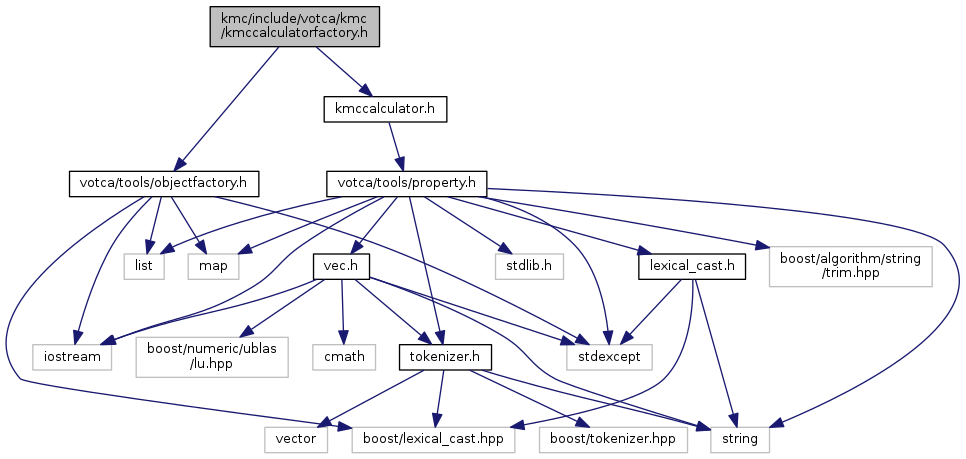 kmc/include/votca/kmc
/kmccalculatorfactory.h
kmccalculator.h
votca/tools/objectfactory.h
votca/tools/property.h
list
map
vec.h
stdlib.h
lexical_cast.h
boost/algorithm/string
/trim.hpp
iostream
boost/numeric/ublas
/lu.hpp
cmath
tokenizer.h
stdexcept
vector
boost/lexical_cast.hpp
boost/tokenizer.hpp
string